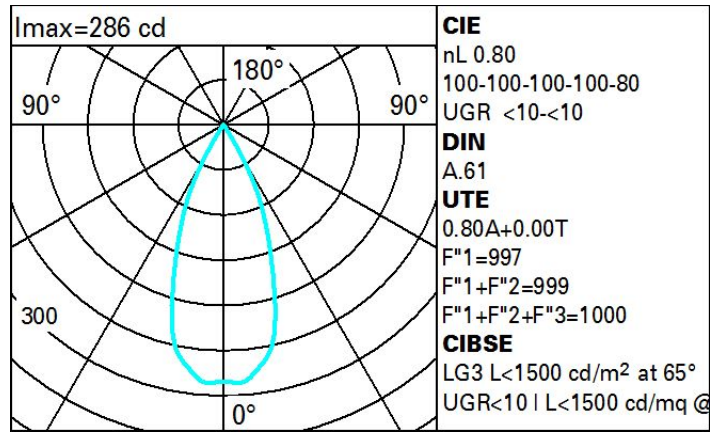 Imax=286 cd
180°
90°
90°
300
0°
CIE
nL 0.80
100-100-100-100-80
UGR <10-<10
DIN
A.61
UTE
0.80A+0.00T
F"1=997
F"1+F"2=999
F"1+F"2+F"3=1000
CIBSE
LG3 L<1500 cd/m² at 65°
UGR<10 | L<1500 cd/mq @